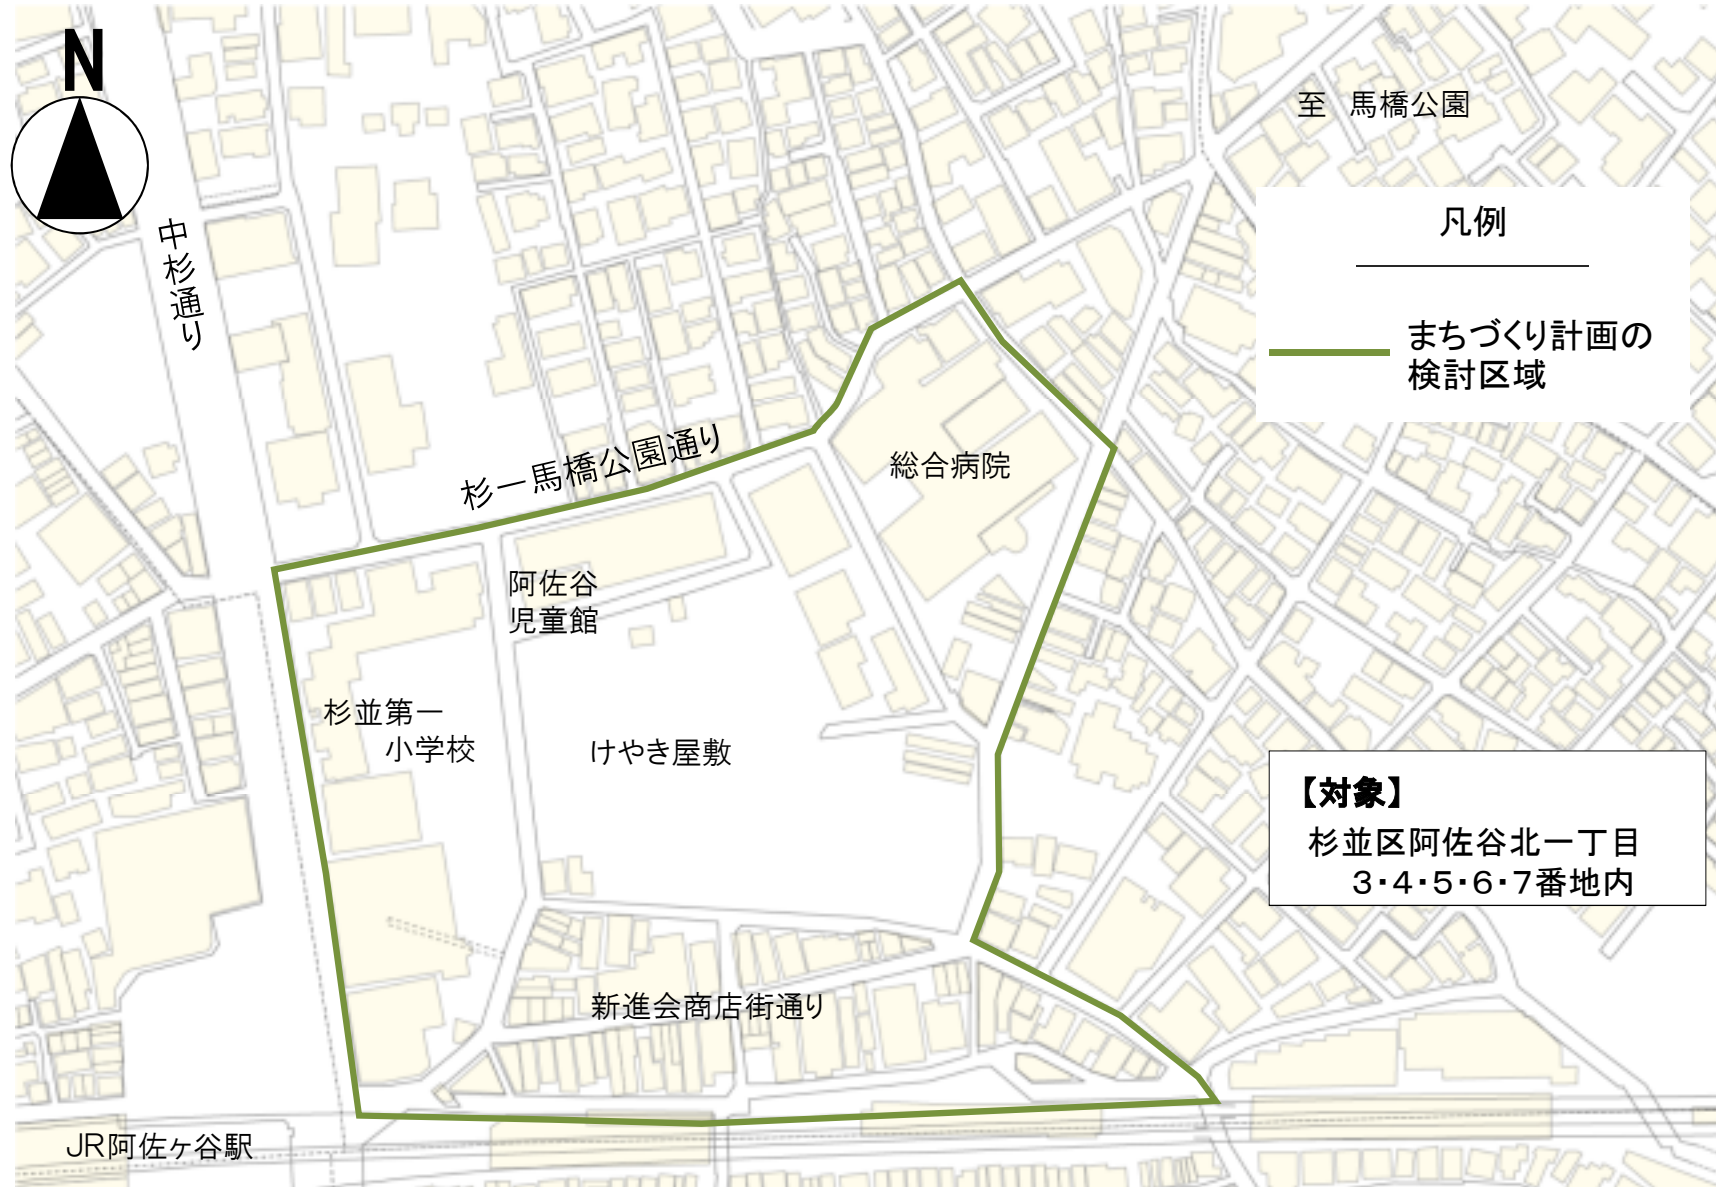 N
至 馬橋公園
中杉通り
凡例
まちづくり計画の
検討区域
杉一馬橋公園通り
総合病院
阿佐谷
児童館
杉並第一
小学校
けやき屋敷
【対象】
杉並区阿佐谷北一丁目
3・4・5・6・7番地内
新進会商店街通り
JR阿佐ヶ谷駅